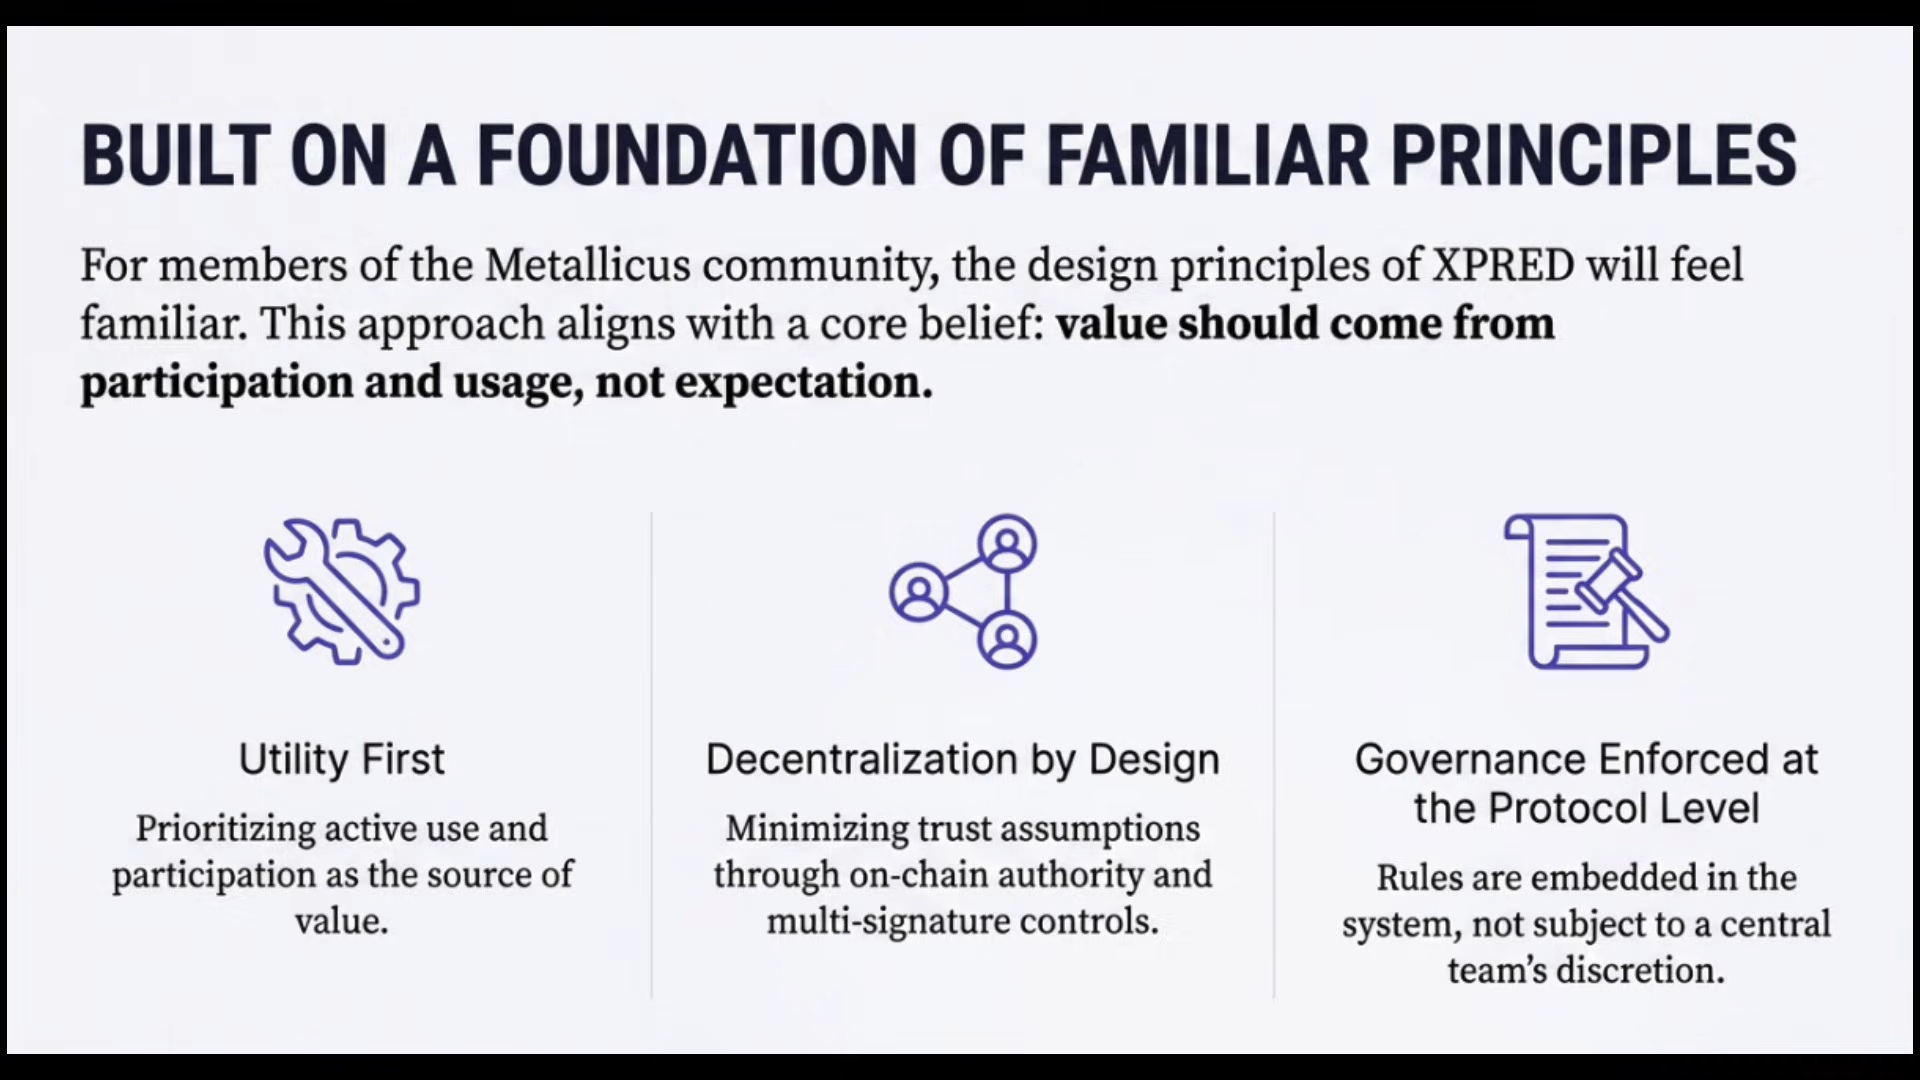 BUILT ON A FOUNDATION OF FAMILIAR PRINCIPLES
For members of the Metallicus community, the design principles of XPRED will feel
familiar. This approach aligns with a core belief: value should come from
participation and usage, not expectation.
Utility First
Prioritizing active use and
participation as the source of
value.
Decentralization by Design
Minimizing trust assumptions
through on-chain authority and
multi-signature controls.
Governance Enforced at
the Protocol Level
Rules are embedded in the
system, not subject to a central
team’s discretion.